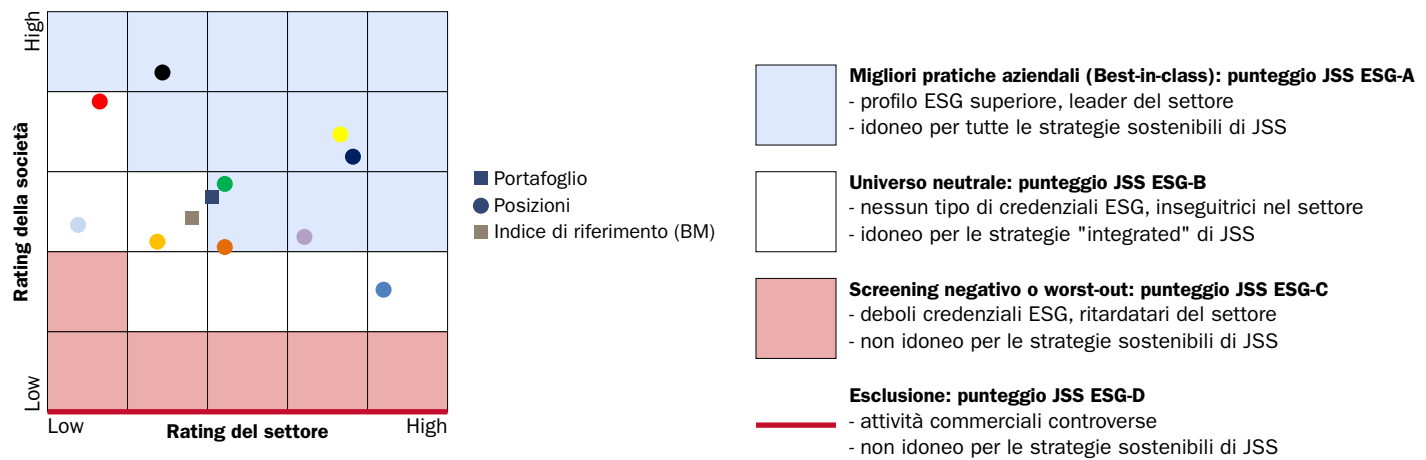 High
Rating della società
Low
Low
Rating del settore
High
Portafoglio
Posizioni
Indice di riferimento (BM)
Migliori pratiche aziendali (Best-in-class): punteggio JSS ESG-A
- profilo ESG superiore, leader del settore
- idoneo per tutte le strategie sostenibili di JSS
Universo neutrale: punteggio JSS ESG-B
- nessun tipo di credenziali ESG, inseguitrici nel settore
- idoneo per le strategie "integrated" di JSS
Screening negativo o worst-out: punteggio JSS ESG-C
- deboli credenziali ESG, ritardatari del settore
- non idoneo per le strategie sostenibili di JSS
Esclusione: punteggio JSS ESG-D
- attività commerciali controverse
- non idoneo per le strategie sostenibili di JSS